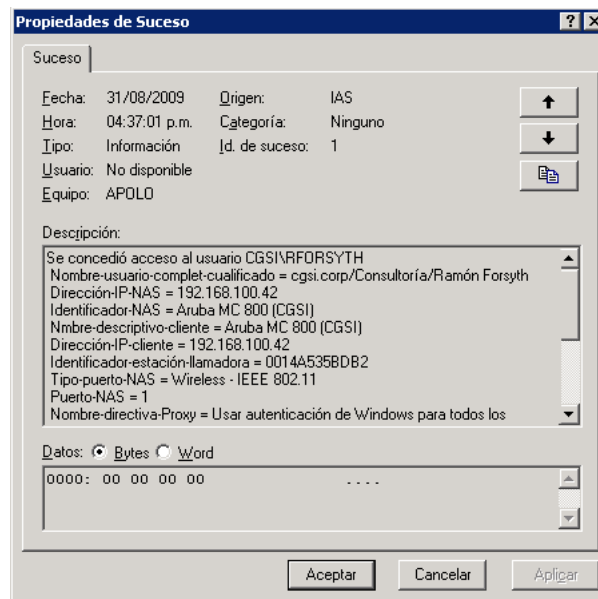 Propiedades de Suceso
Suceso
Fecha: 31/08/2009 Origen: IAS
Hora: 04:37:01 p.m. Categoría: Ninguno
Tipo: Información Id. de suceso: 1
Usuario: No disponible
Equipo: APOLO
Descripción:
Se concedió acceso al usuario CGSI\RFORSYTH
Nombre-usuario-complet-cualificado = cgsi.corp/Consultoría/Ramón Forsyth
Dirección-IP-NAS = 192.168.100.42
Identificador-NAS = Aruba MC 800 (CGSI)
Nmbre-descriptivo-cliente = Aruba MC 800 (CGSI)
Dirección-IP-cliente = 192.168.100.42
Identificador-estación-llamadora = 0014A535BDB2
Tipo-puerto-NAS = Wireless - IEEE 802.11
Puerto-NAS = 1
Nombre-directiva-Proxy = Usar autenticación de Windows para todos los
Datos: Bytes Word
0000: 00 00 00 00 ....
Aceptar Cancelar Aplicar